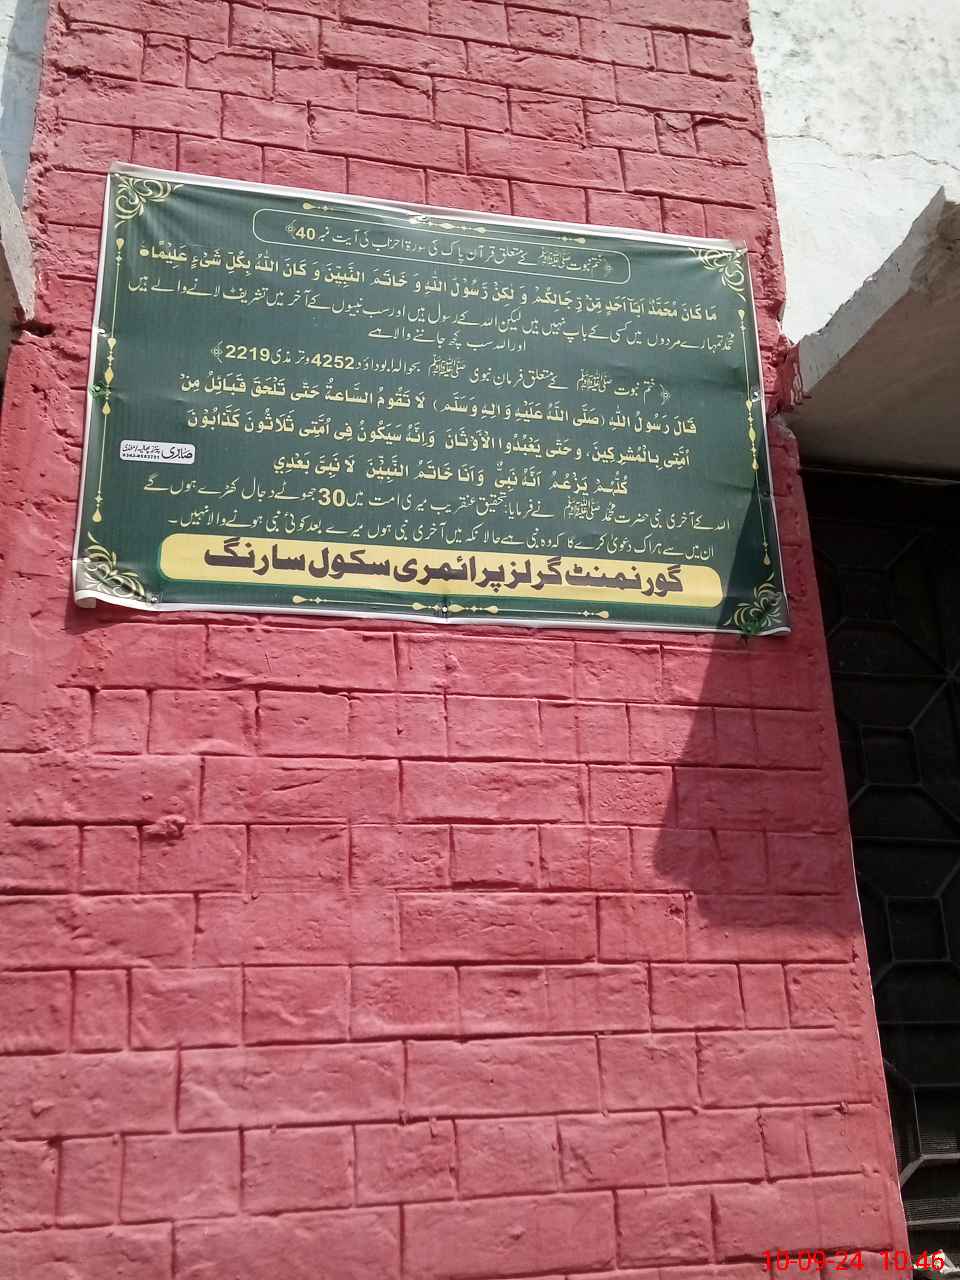 ختم نبوت ﷺ کے متعلق قرآن پاک کی سورۃ احزاب کی آیت نمبر 40
مَا كَانَ مُحَمَّدٌ اَبَآ اَحَدٍ مِّنْ رِّجَالِكُمْ وَ لٰكِنْ رَّسُوْلَ اللّٰهِ وَ خَاتَمَ النَّبِيّٖنَ وَ كَانَ اللّٰهُ بِكُلِّ شَیْءٍ عَلِيْمًا
محمد تمہارے مردوں میں کسی کے باپ نہیں ہیں لیکن اللہ کے رسول ہیں اور سب نبیوں کے آخر میں تشریف لانے والے ہیں
اور اللہ سب کچھ جاننے والا ہے
ختم نبوت ﷺ کے متعلق فرمان نبوی ﷺ بحوالہ ابوداؤد 4252 و ترمذی 2219
قَالَ رَسُوْلُ اللّٰهِ (صَلَّی اللّٰهُ عَلَيْهِ وَ اٰلِهٖ وَسَلَّم) لَا تَقُوْمُ السَّاعَةُ حَتّٰى تَلْحَقَ قَبَائِلُ مِنْ
اُمَّتِی بِالْمُشْرِكِيْنَ، وَحَتّٰى يَعْبُدُوا الْاَوْثَانَ وَاِنَّهٗ سَيَكُوْنُ فِی اُمَّتِی ثَلَاثُوْنَ كَذَّابُوْنَ
كُلُّهُمْ يَزْعَمُ اَنَّهٗ نَبِیٌّ وَاَنَا خَاتَمُ النَّبِيّٖنَ لَا نَبِیَّ بَعْدِی
صابری
0343-8583751
اللہ کے آخری نبی حضرت محمد ﷺ نے فرمایا: تحقیق عنقریب میری امت میں 30 جھوٹے دجال کھڑے ہوں گے
ان میں سے ہر اک دعویٰ کرے گا کہ وہ نبی ہے حالانکہ میں آخری نبی ہوں میرے بعد کوئی نبی ہونے والا نہیں۔
گورنمنٹ گرلز پرائمری سکول سارنگ
10-09-24 10:46